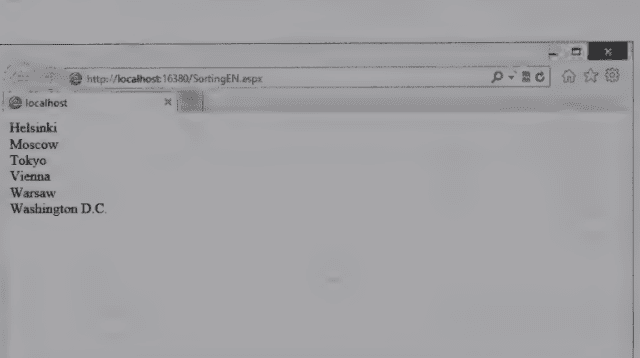 http://localhost:16380/SortingEN.aspx
localhost
Helsinki
Moscow
Tokyo
Vienna
Warsaw
Washington D.C.